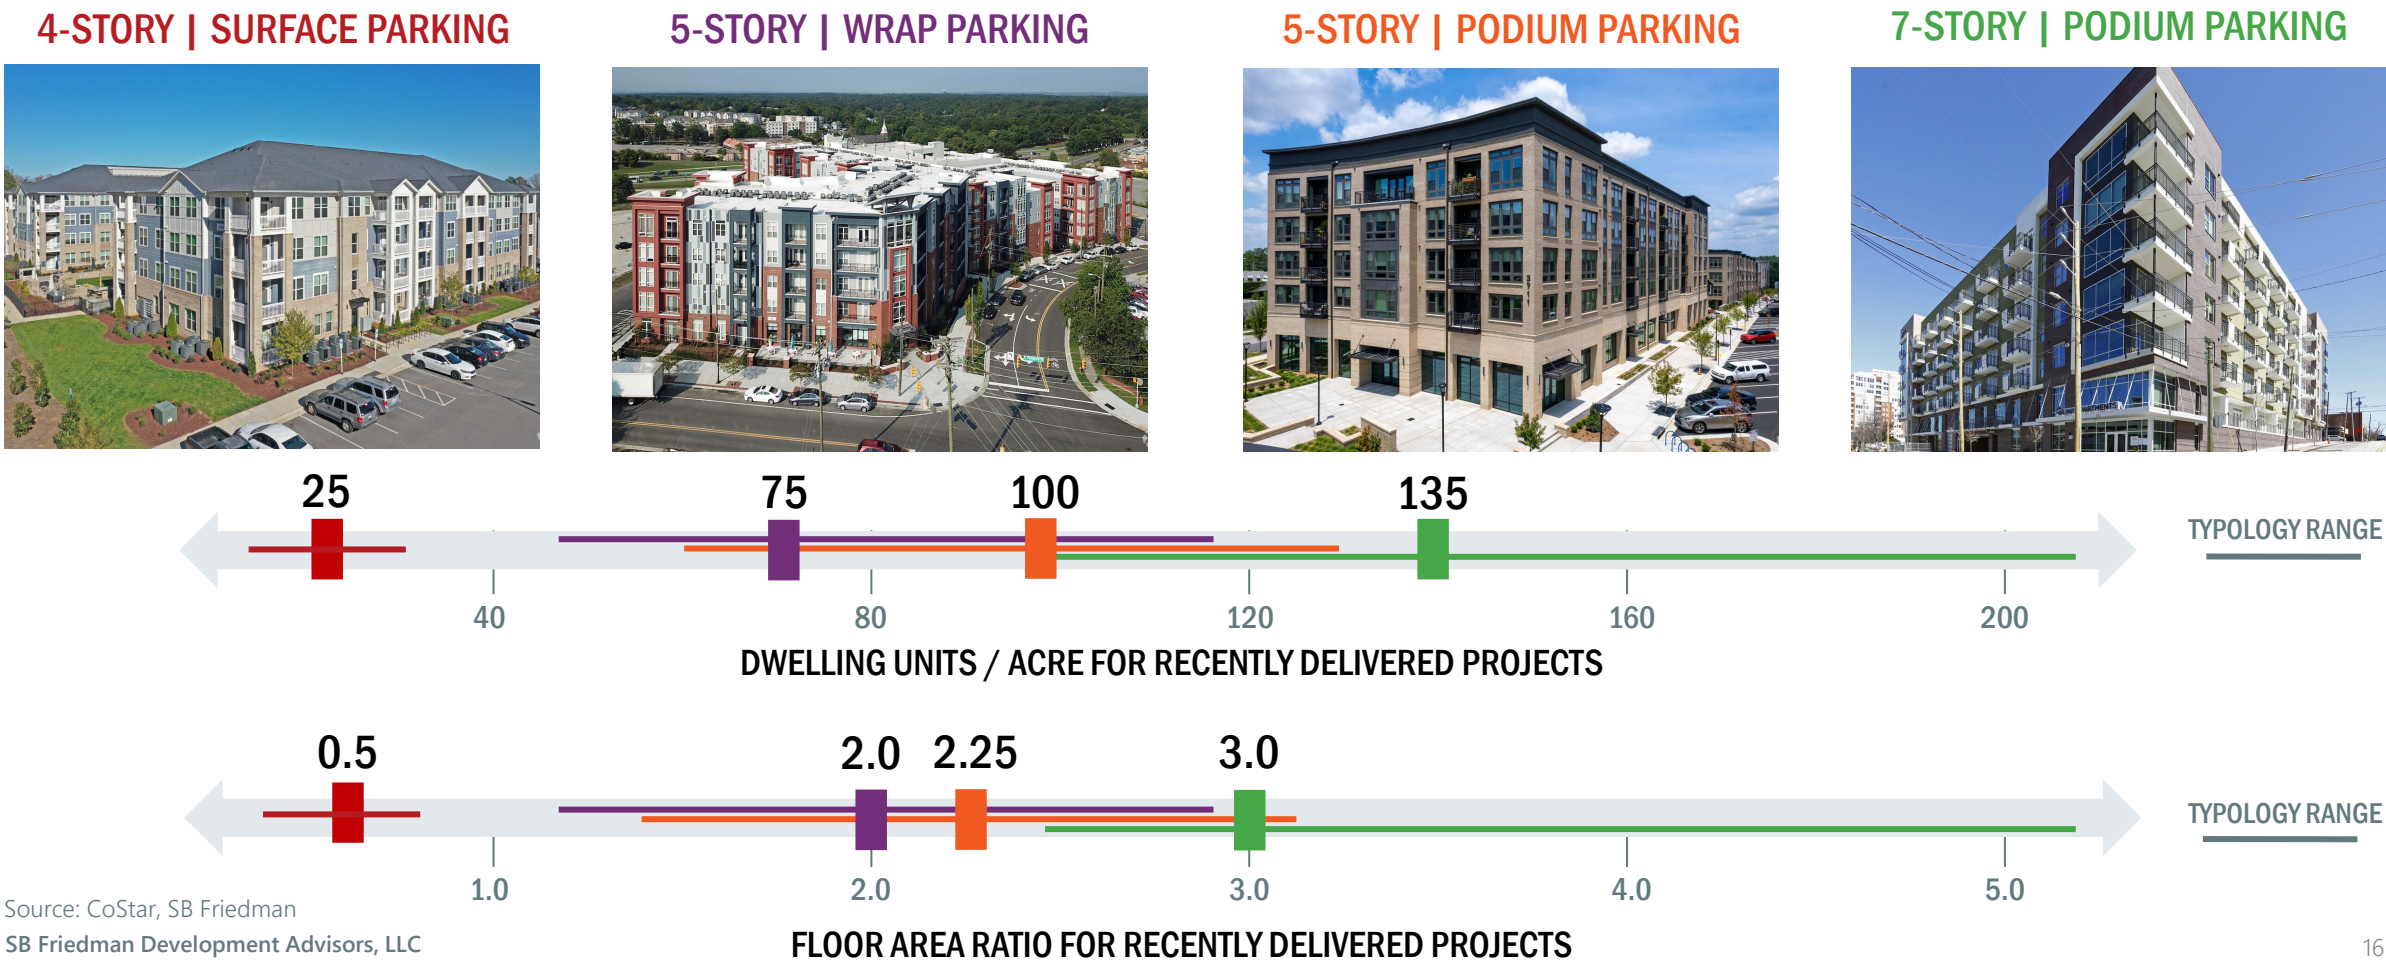 4-STORY | SURFACE PARKING
5-STORY | WRAP PARKING
5-STORY | PODIUM PARKING
7-STORY | PODIUM PARKING
25
75
100
135
TYPOLOGY RANGE
40
80
120
160
200
DWELLING UNITS / ACRE FOR RECENTLY DELIVERED PROJECTS
0.5
2.0
2.25
3.0
TYPOLOGY RANGE
1.0
2.0
3.0
4.0
5.0
Source: CoStar, SB Friedman
SB Friedman Development Advisors, LLC
FLOOR AREA RATIO FOR RECENTLY DELIVERED PROJECTS
16